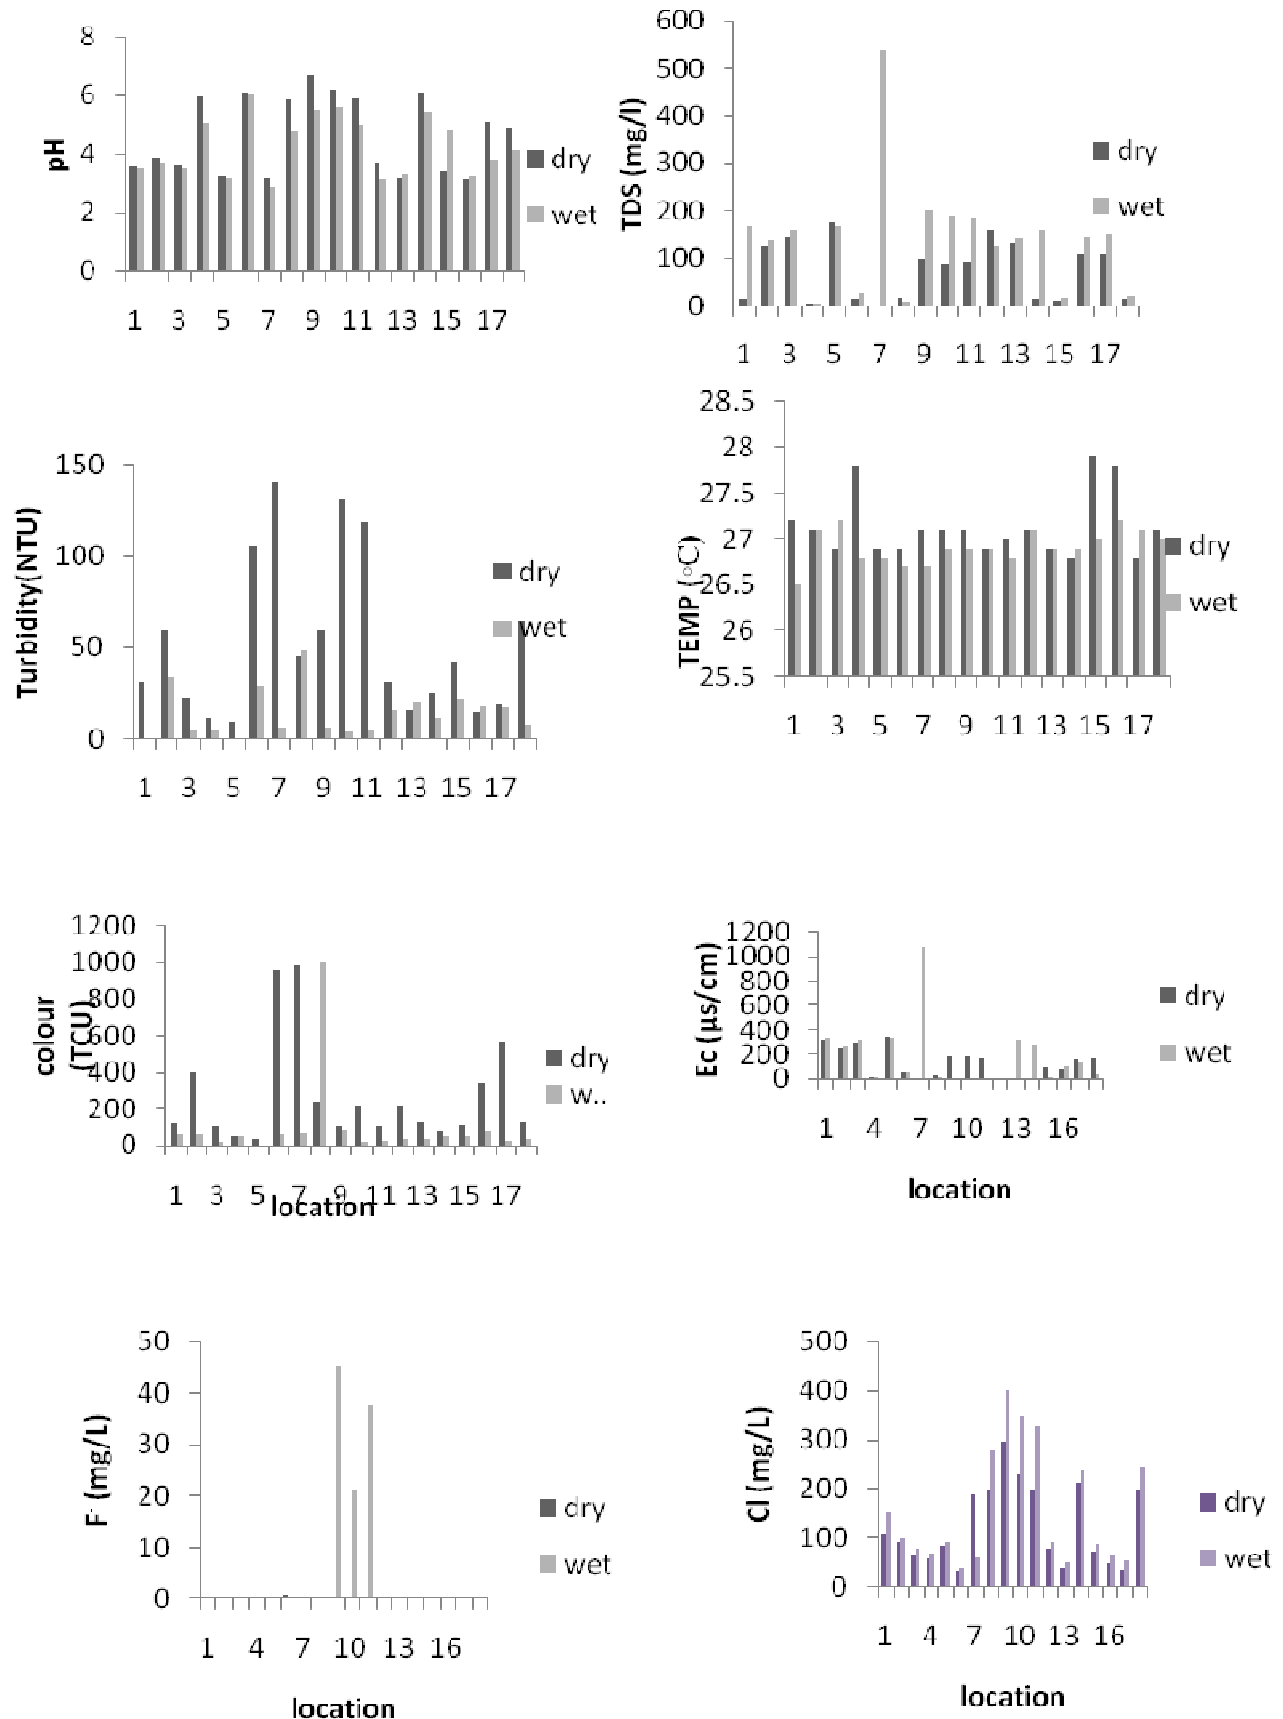 8
6
4
2
0
pH
dry
wet
1 3 5 7 9 11 13 15 17
600
500
400
300
200
100
0
TDS (mg/l)
dry
wet
1 3 5 7 9 11 13 15 17
150
100
50
0
Turbidity(NTU)
dry
wet
1 3 5 7 9 11 13 15 17
28.5
28
27.5
27
26.5
26
25.5
TEMP (◦C)
dry
wet
1 3 5 7 9 11 13 15 17
1200
1000
800
600
400
200
0
colour
(TCU)
dry
w..
1 3 5 7 9 11 13 15 17
location
1200
1000
800
600
400
200
0
Ec (µs/cm)
dry
wet
1 4 7 10 13 16
location
50
40
30
20
10
0
F- (mg/L)
dry
wet
1 4 7 10 13 16
location
500
400
300
200
100
0
Cl (mg/L)
dry
wet
1 4 7 10 13 16
location